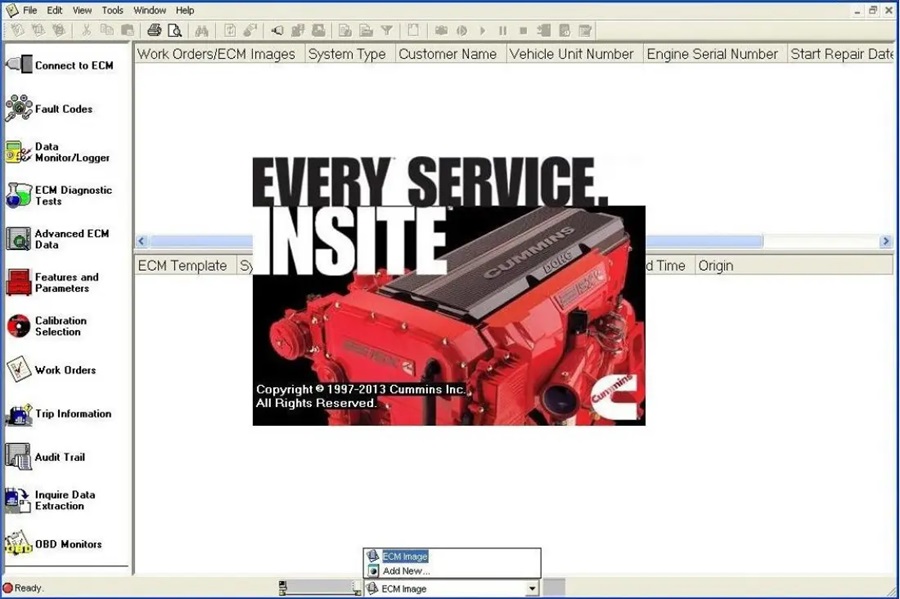 File Edit View Tools Window Help
Work Orders/ECM Images System Type Customer Name Vehicle Unit Number Engine Serial Number Start Repair Date
Connect to ECM
Fault Codes
Data
Monitor/Logger
ECM Diagnostic
Tests
Advanced ECM
Data
Features and
Parameters
Calibration
Selection
Work Orders
Trip Information
Audit Trail
Inquire Data
Extraction
OBD Monitors
EVERY SERVICE.
INSITE™
CUMMINS
Copyright © 1997-2013 Cummins Inc.
All Rights Reserved.
Cummins
ECM Template Sy d Time Origin
ECM Image
Add New...
Ready.
ECM Image